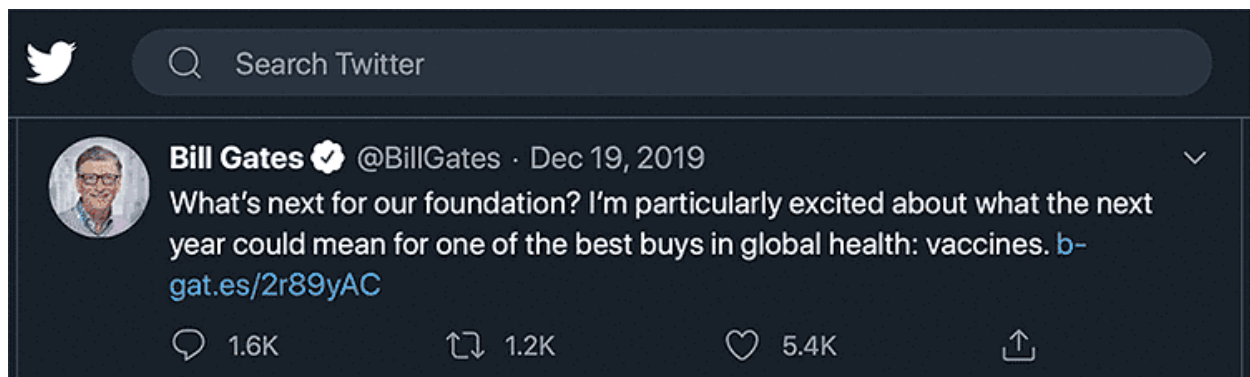 Search Twitter
Bill Gates @BillGates · Dec 19, 2019
What's next for our foundation? I'm particularly excited about what the next
year could mean for one of the best buys in global health: vaccines. b-
gat.es/2r89yAC
1.6K 1.2K 5.4K